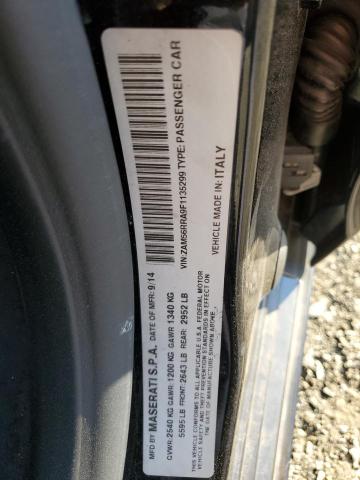 MFD BY MASERATI S.P.A. DATE OF MFR: 9/14
GVWR: 2540 KG GAWR: 1200 KG GAWR: 1340 KG
5595 LB FRONT: 2643 LB REAR: 2952 LB
THIS VEHICLE CONFORMS TO ALL APPLICABLE U.S.A. FEDERAL MOTOR
VEHICLE SAFETY, BUMPER AND THEFT PREVENTION STANDARDS IN EFFECT ON
THE DATE OF MANUFACTURE SHOWN ABOVE.
VIN:ZAM56RRA9F1135299 TYPE:PASSENGER CAR
VEHICLE MADE IN: ITALY